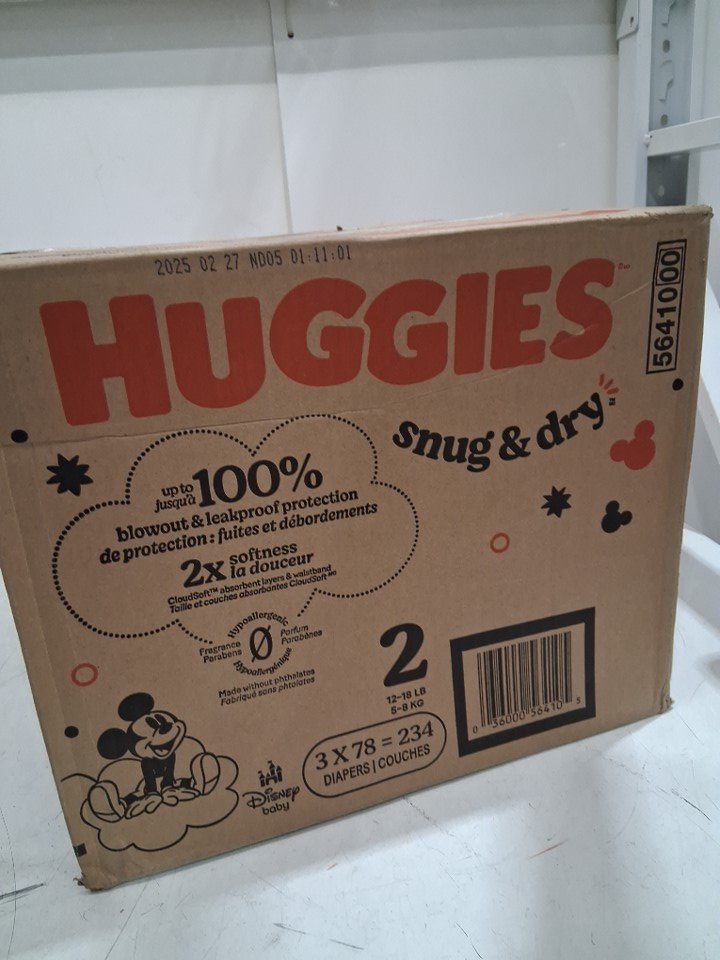 2025 02 27 ND05 01:11:01
HUGGIES
56410 00
snug & dry
up to
jusqu'à
100%
blowout & leakproof protection
de protection : fuites et débordements
2x softness
la douceur
CloudSoft™ absorbent layers & waistband
Taille et couches absorbantes CloudSoft MC
Hypoallergenic
Fragrance
Parabens
0
Parfum
Parabènes
Hypoallergénique
Made without phthalates
Fabriqué sans phtalates
2
12-18 LB
5-8 KG
0 36000 56410 5
3 X 78 = 234
DIAPERS | COUCHES
Disney
baby